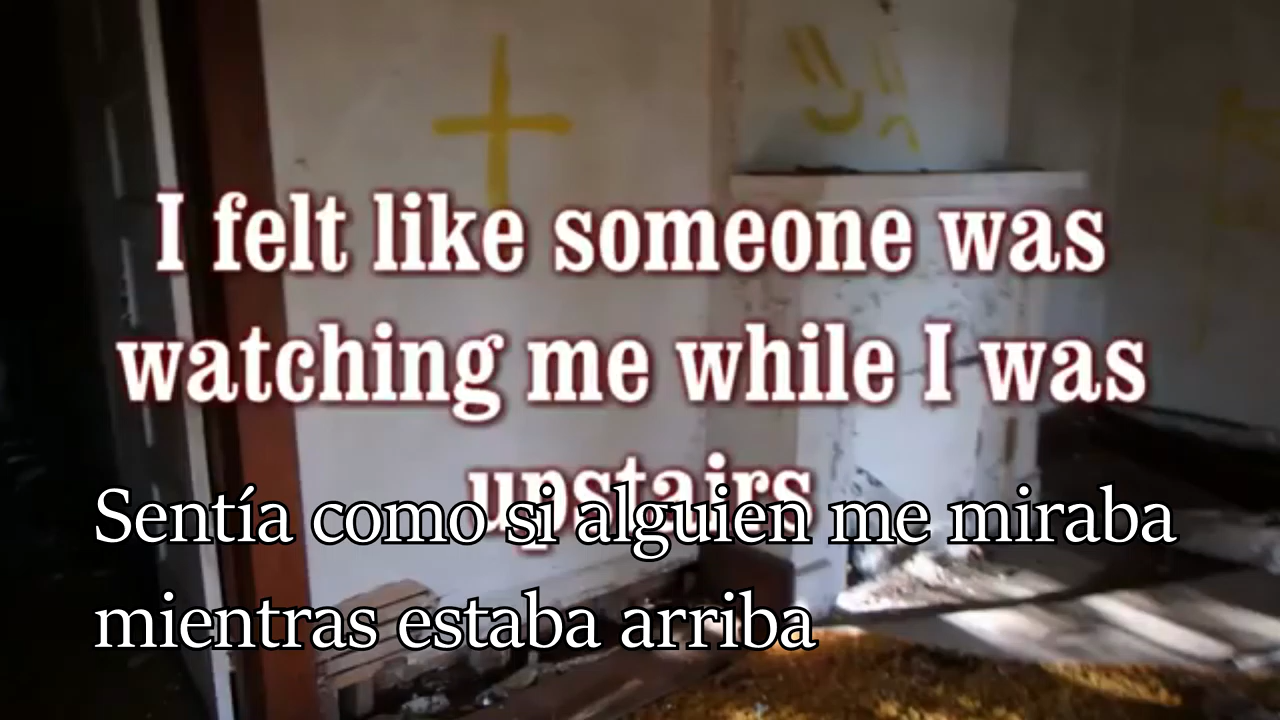 I felt like someone was
watching me while I was
upstairs
Sentía como si alguien me miraba
mientras estaba arriba